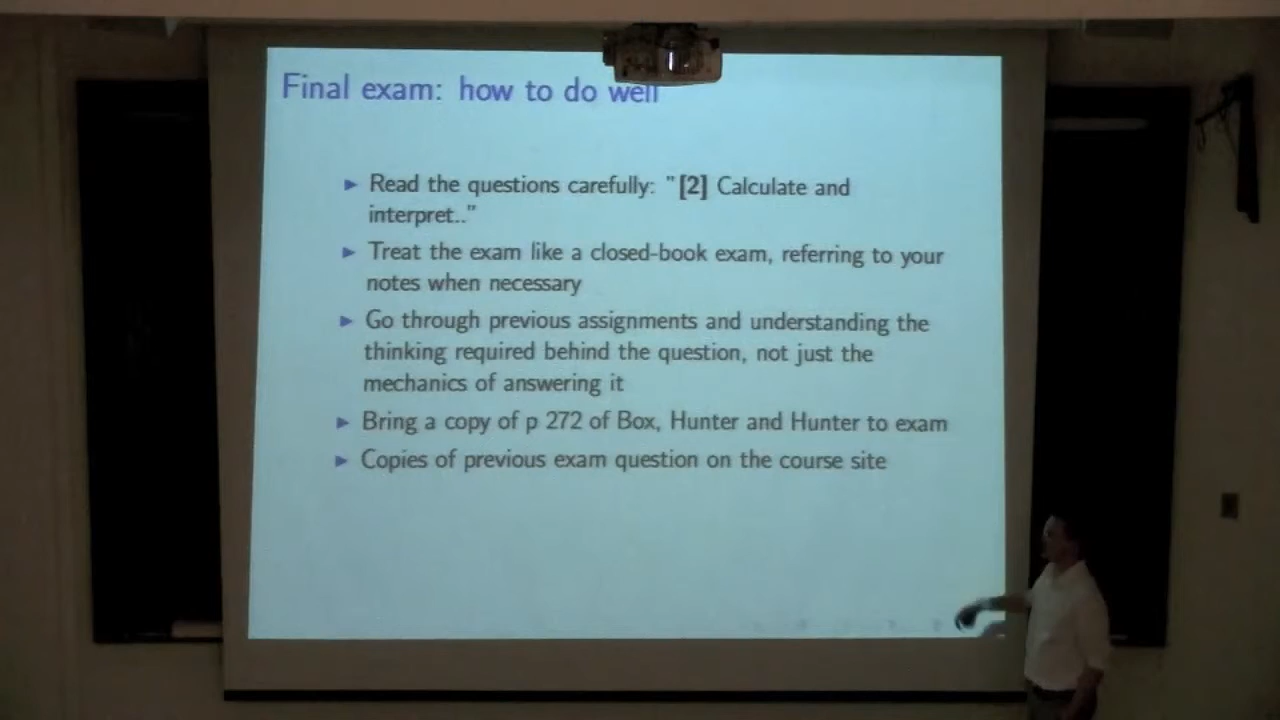 Final exam: how to do well
► Read the questions carefully: "[2] Calculate and
interpret.."
► Treat the exam like a closed-book exam, referring to your
notes when necessary
► Go through previous assignments and understanding the
thinking required behind the question, not just the
mechanics of answering it
► Bring a copy of p 272 of Box, Hunter and Hunter to exam
► Copies of previous exam question on the course site